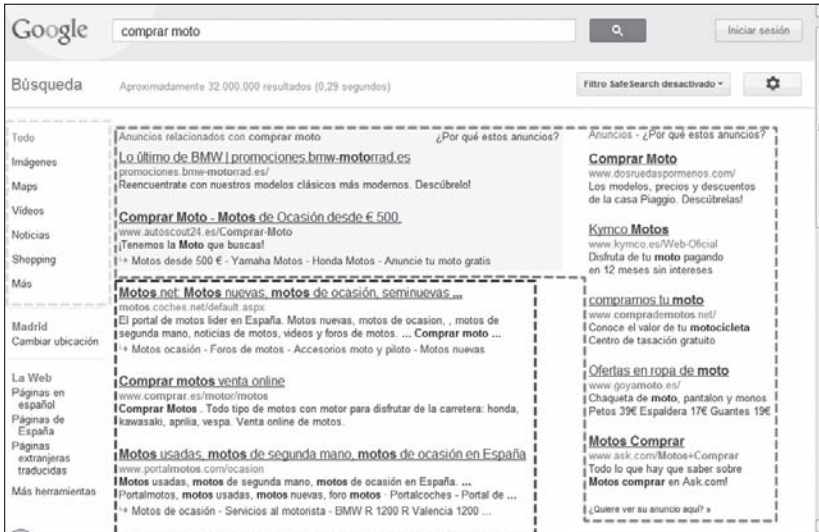 Google
comprar moto
Iniciar sesión
Búsqueda
Aproximadamente 32.000.000 resultados (0,29 segundos)
Filtro SafeSearch desactivado
Todo
Imágenes
Maps
Vídeos
Noticias
Shopping
Más
Madrid
Cambiar ubicación
La Web
Páginas en
español
Páginas de
España
Páginas
extranjeras
traducidas
Más herramientas
Anuncios relacionados con comprar moto
¿Por qué estos anuncios?
Lo último de BMW | promociones.bmw-motorrad.es
promociones.bmw-motorrad.es/
Reencuentrate con nuestros modelos clásicos más modernos. Descúbrelo!
Comprar Moto - Motos de Ocasión desde € 500.
www.autoscout24.es/Comprar-Moto
¡Tenemos la Moto que buscas!
Motos desde 500 € - Yamaha Motos - Honda Motos - Anuncie tu moto gratis
Motos.net: Motos nuevas, motos de ocasión, seminuevas ...
motos.coches.net/default.aspx
El portal de motos lider en España. Motos nuevas, motos de ocasion, , motos de
segunda mano, noticias de motos, videos y foros de motos. ... Comprar moto ...
Motos ocasión - Foros de motos - Accesorios moto y piloto - Motos nuevas
Comprar motos venta online
www.comprar.es/motor/motos
Comprar Motos . Todo tipo de motos con motor para disfrutar de la carretera: honda,
kawasaki, aprilia, vespa. Venta online de motos.
Motos usadas, motos de segunda mano, motos de ocasión en España
www.portalmotos.com/ocasion
Motos usadas, motos de segunda mano, motos de ocasión en España. ...
Portalmotos, motos usadas, motos nuevas, foro motos · Portalcoches - Portal de ...
Motos de ocasión - Servicios al motorista - BMW R 1200 R Valencia 1200 ...
Anuncios - ¿Por qué estos anuncios?
Comprar Moto
www.dosruedaspormenos.com/
Los modelos, precios y descuentos
de la casa Piaggio. Descúbrelas!
Kymco Motos
www.kymco.es/Web-Oficial
Disfruta de tu moto pagando
en 12 meses sin intereses
compramos tu moto
www.comprademotos.net/
Conoce el valor de tu motocicleta
Centro de tasación gratuito
Ofertas en ropa de moto
www.goyamoto.es/
Chaqueta de moto, pantalon y monos
Petos 39€ Espaldera 17€ Guantes 19€
Motos Comprar
www.ask.com/Motos+Comprar
Todo lo que hay que saber sobre
Motos comprar en Ask.com!
¿Quiere ver su anuncio aquí? »